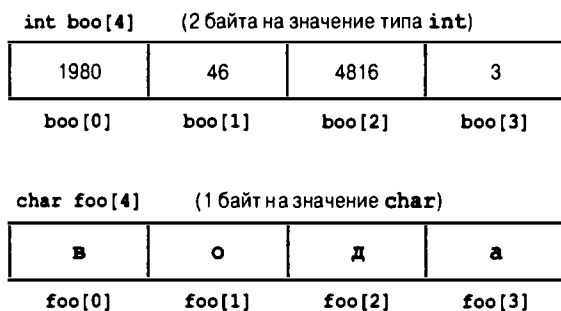 int boo[4] (2 байта на значение типа int)
1980 46 4816 3
boo[0] boo[1] boo[2] boo[3]
char foo[4] (1 байт на значение char)
в о д а
foo[0] foo[1] foo[2] foo[3]